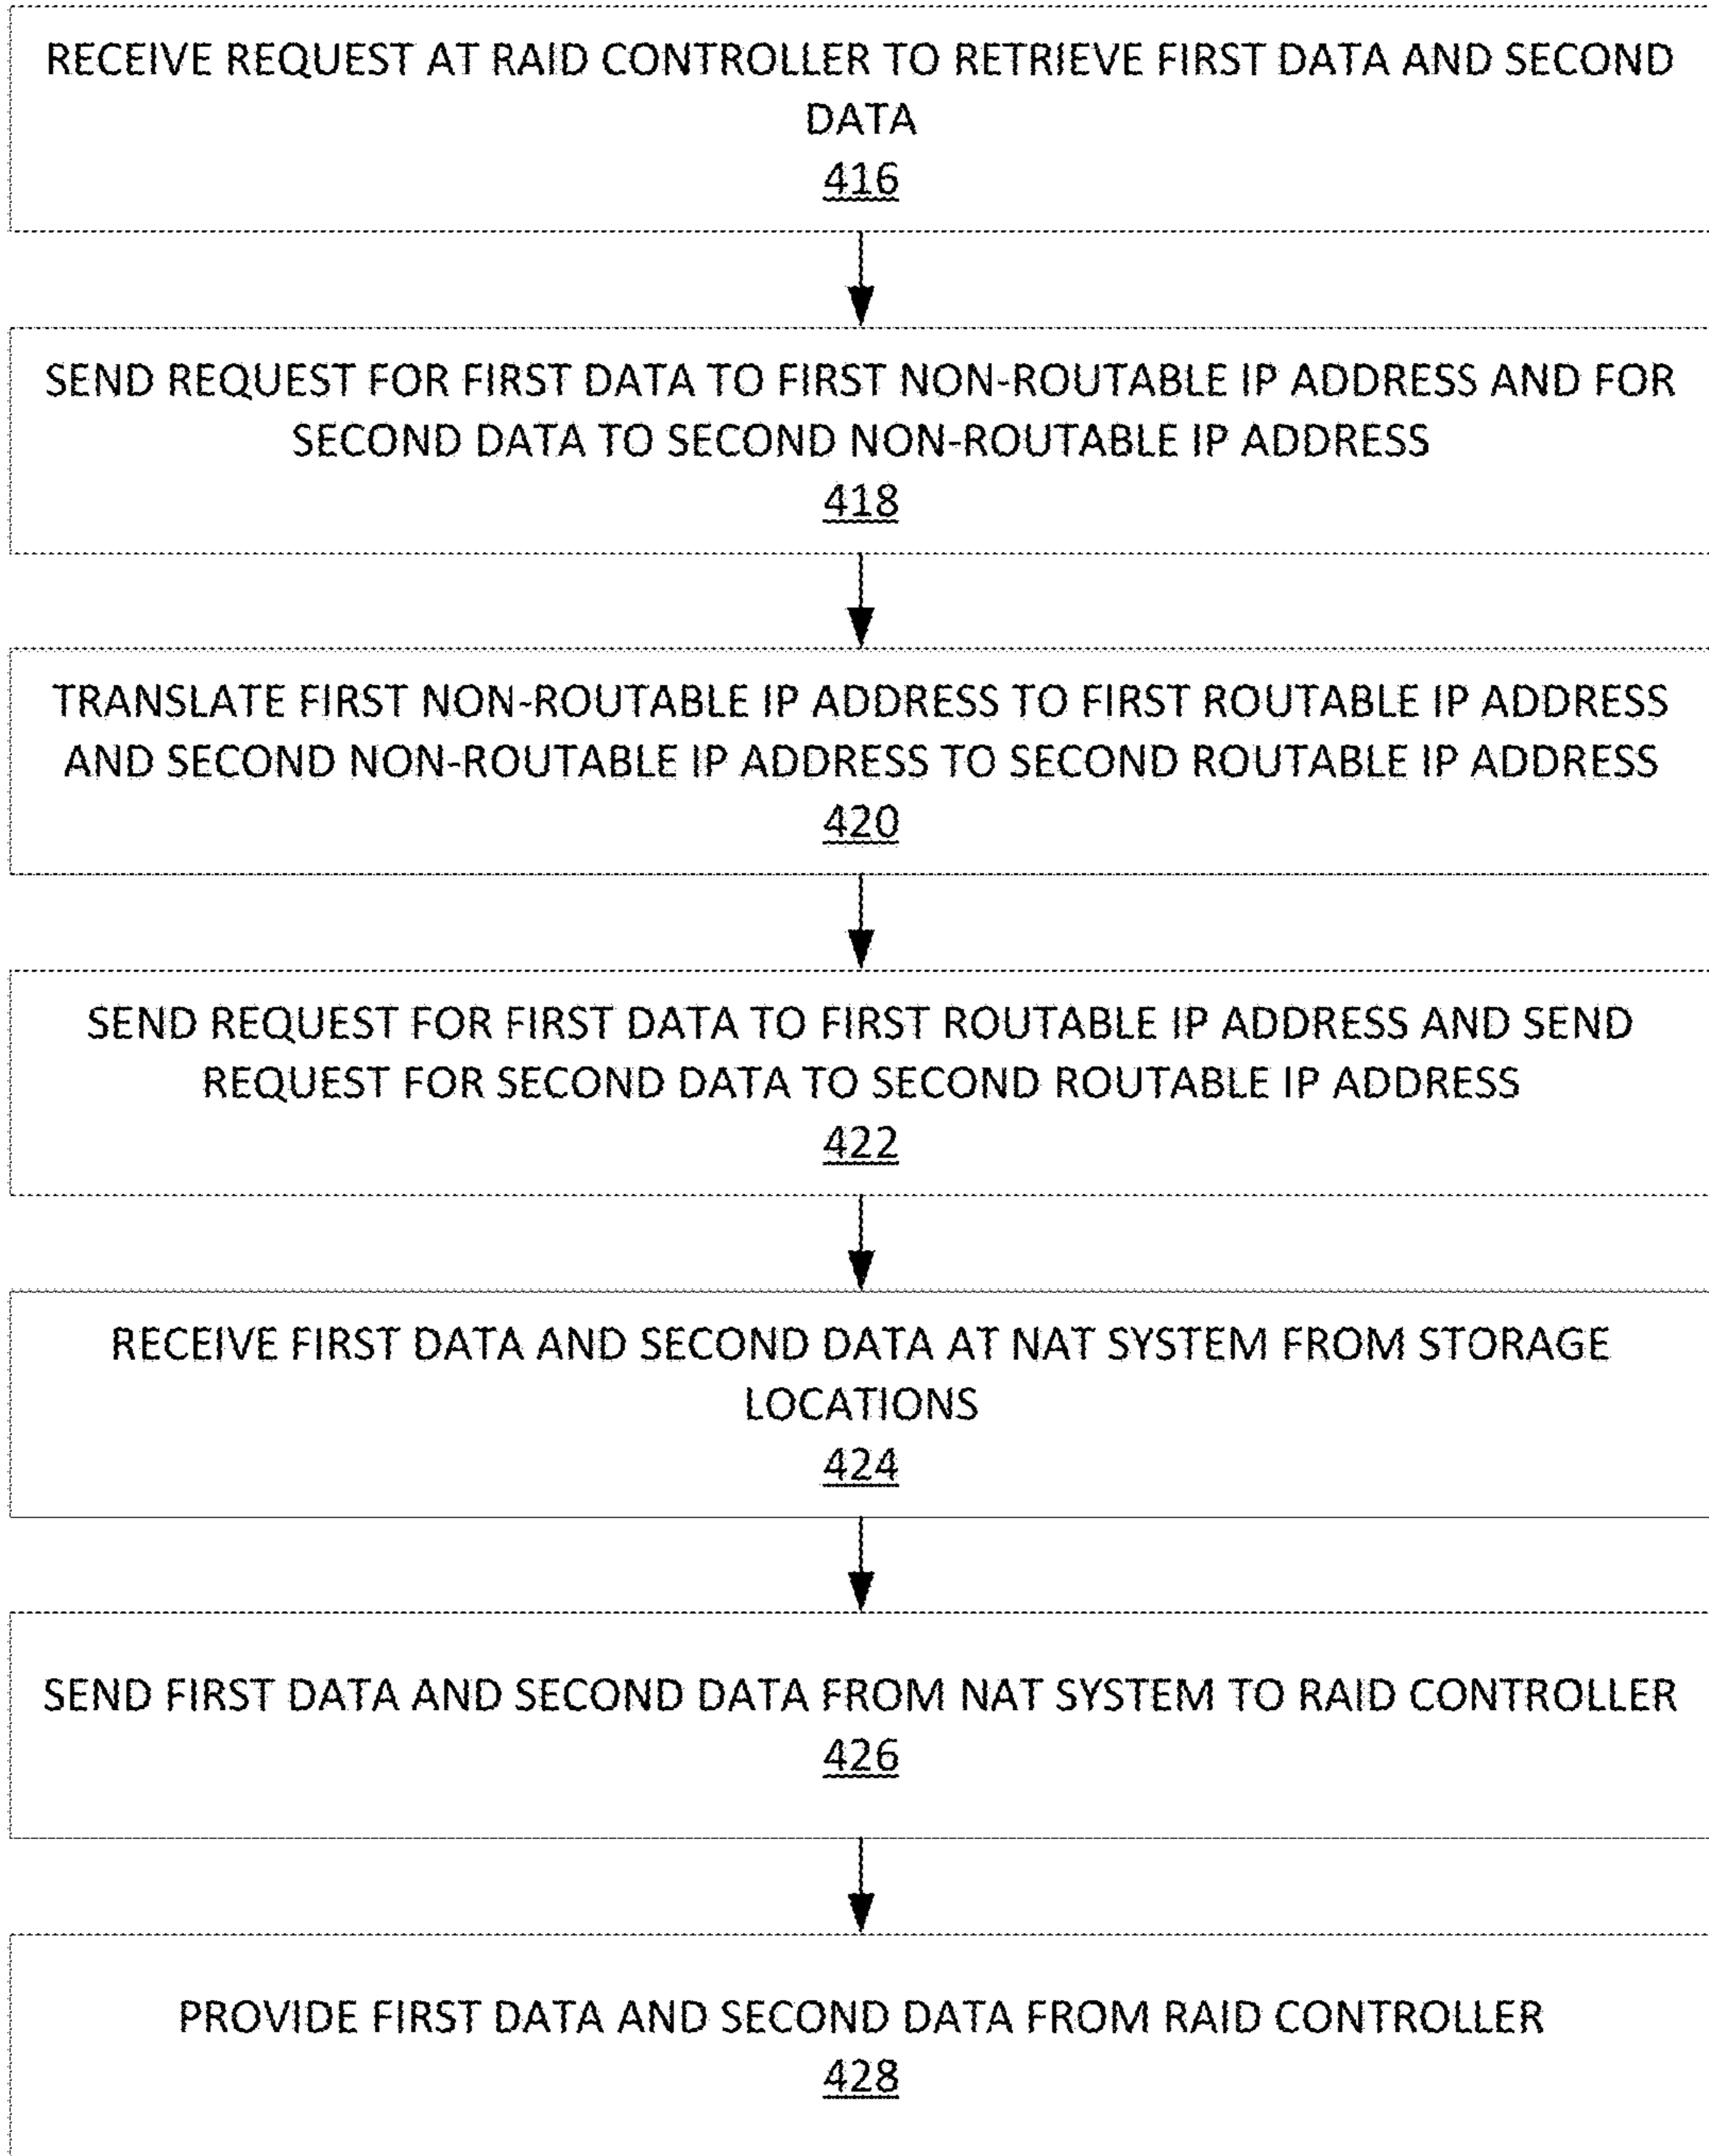 RECEIVE REQUEST AT RAID CONTROLLER TO RETRIEVE FIRST DATA AND SECOND
DATA
416
SEND REQUEST FOR FIRST DATA TO FIRST NON-ROUTABLE IP ADDRESS AND FOR
SECOND DATA TO SECOND NON-ROUTABLE IP ADDRESS
418
TRANSLATE FIRST NON-ROUTABLE IP ADDRESS TO FIRST ROUTABLE IP ADDRESS
AND SECOND NON-ROUTABLE IP ADDRESS TO SECOND ROUTABLE IP ADDRESS
420
SEND REQUEST FOR FIRST DATA TO FIRST ROUTABLE IP ADDRESS AND SEND
REQUEST FOR SECOND DATA TO SECOND ROUTABLE IP ADDRESS
422
RECEIVE FIRST DATA AND SECOND DATA AT NAT SYSTEM FROM STORAGE
LOCATIONS
424
SEND FIRST DATA AND SECOND DATA FROM NAT SYSTEM TO RAID CONTROLLER
426
PROVIDE FIRST DATA AND SECOND DATA FROM RAID CONTROLLER
428